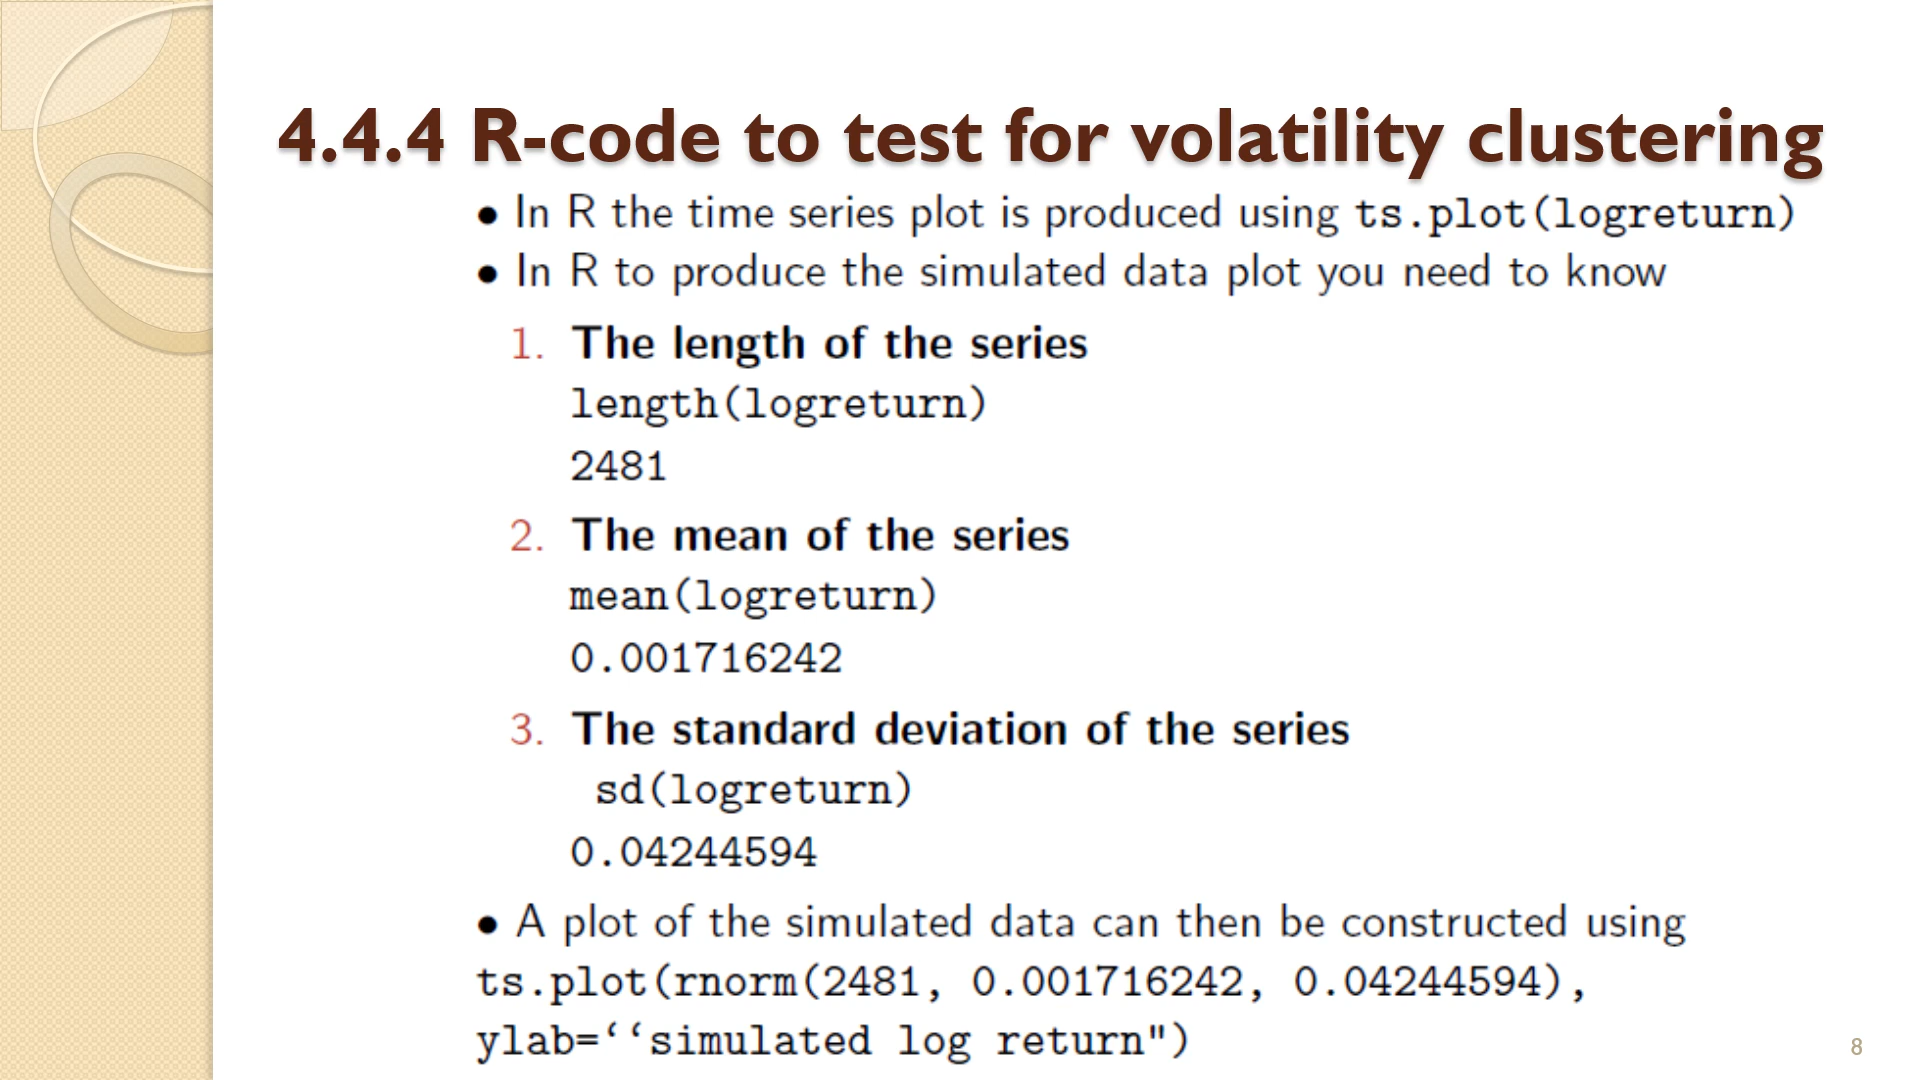 4.4.4 R-code to test for volatility clustering
• In R the time series plot is produced using ts.plot(logreturn)
• In R to produce the simulated data plot you need to know
1. The length of the series
length(logreturn)
2481
2. The mean of the series
mean(logreturn)
0.001716242
3. The standard deviation of the series
sd(logreturn)
0.04244594
• A plot of the simulated data can then be constructed using
ts.plot(rnorm(2481, 0.001716242, 0.04244594),
ylab=‘‘simulated log return")
8